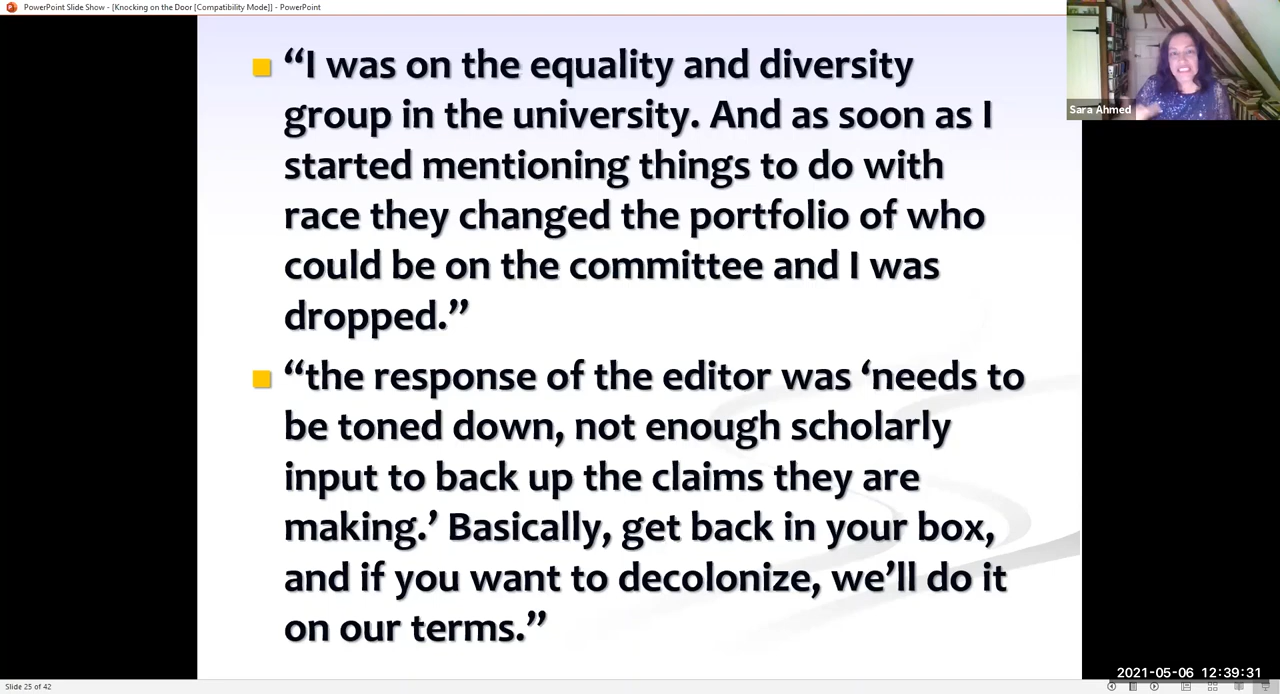 PowerPoint Slide Show - [Knocking on the Door [Compatibility Mode]] - PowerPoint
“I was on the equality and diversity
group in the university. And as soon as I
started mentioning things to do with
race they changed the portfolio of who
could be on the committee and I was
dropped.”
“the response of the editor was ‘needs to
be toned down, not enough scholarly
input to back up the claims they are
making.’ Basically, get back in your box,
and if you want to decolonize, we’ll do it
on our terms.”
Sara Ahmed
2021-05-06 12:39:31
Slide 25 of 42